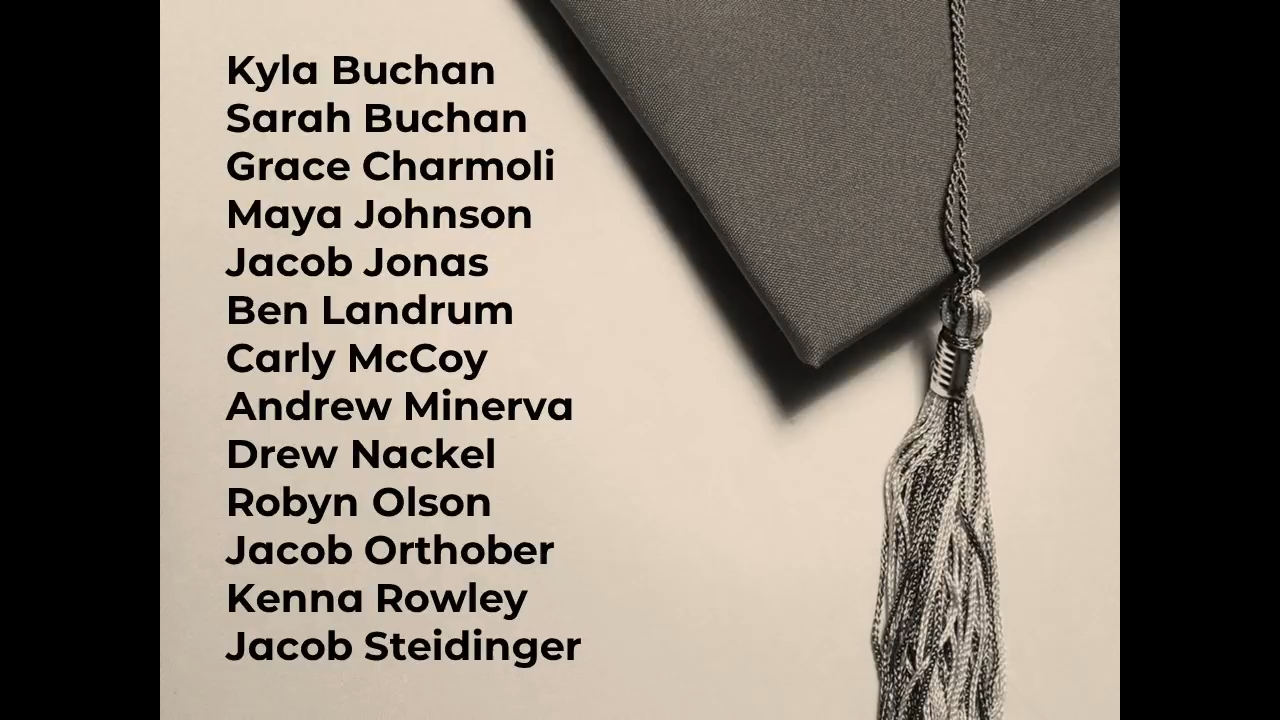 Kyla Buchan
Sarah Buchan
Grace Charmoli
Maya Johnson
Jacob Jonas
Ben Landrum
Carly McCoy
Andrew Minerva
Drew Nackel
Robyn Olson
Jacob Orthober
Kenna Rowley
Jacob Steidinger